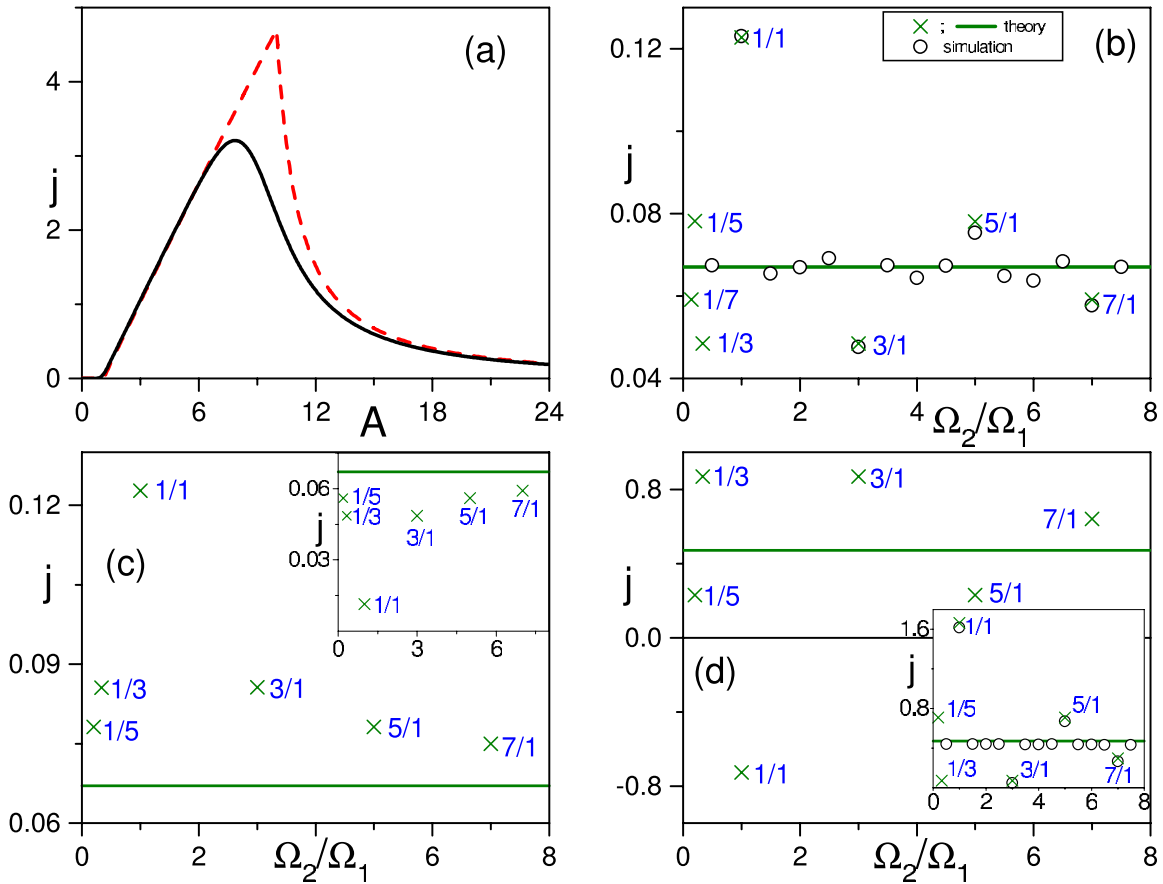 (a)
j
4
2
0
0 6 12 18 24
A
(b)
× ; — theory
○ simulation
j
0.12
0.08
0.04
1/1
1/5
5/1
1/7
7/1
1/3
3/1
0 2 4 6 8
Ω₂/Ω₁
(c)
j
0.12
0.09
0.06
1/1
1/3
3/1
1/5
5/1
7/1
0 2 4 6 8
Ω₂/Ω₁
j
0.06
0.03
1/5
1/3
3/1
5/1
7/1
1/1
0 3 6
(d)
j
0.8
0.0
-0.8
1/3
3/1
7/1
1/5
5/1
1/1
0 2 4 6 8
Ω₂/Ω₁
j
1.6
0.8
1/1
1/5
5/1
1/3
3/1
7/1
0 2 4 6 8